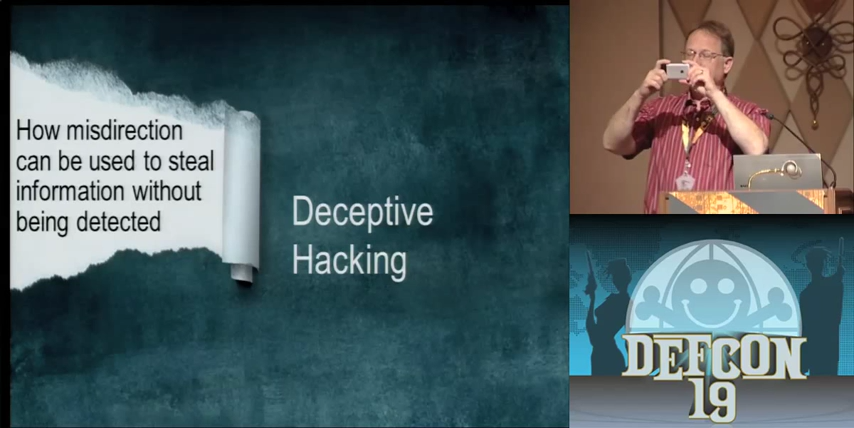 How misdirection
can be used to steal
information without
being detected
Deceptive
Hacking
DEFCON
19